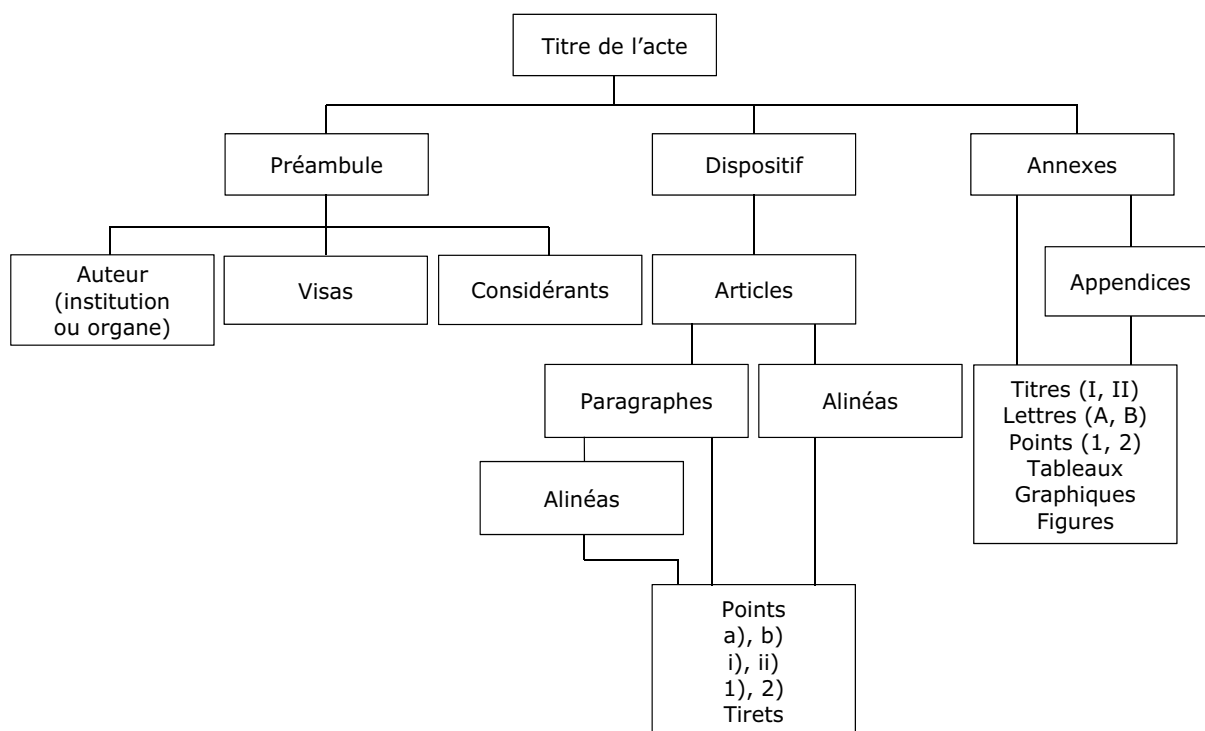 Titre de l’acte
Préambule
Dispositif
Annexes
Auteur
(institution
ou organe)
Visas
Considérants
Articles
Appendices
Paragraphes
Alinéas
Titres (I, II)
Lettres (A, B)
Points (1, 2)
Tableaux
Graphiques
Figures
Alinéas
Points
a), b)
i), ii)
1), 2)
Tirets